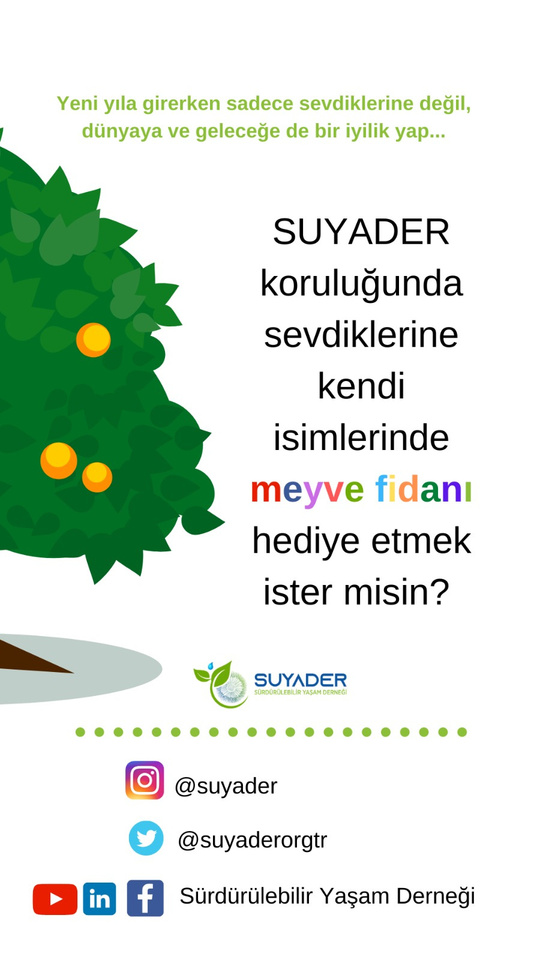 Yeni yıla girerken sadece sevdiklerine değil,
dünyaya ve geleceğe de bir iyilik yap...
SUYADER
koruluğunda
sevdiklerine
kendi
isimlerinde
meyve fidanı
hediye etmek
ister misin?
SUYADER
SÜRDÜRÜLEBİLİR YAŞAM DERNEĞİ
@suyader
@suyaderorgtr
in
Sürdürülebilir Yaşam Derneği